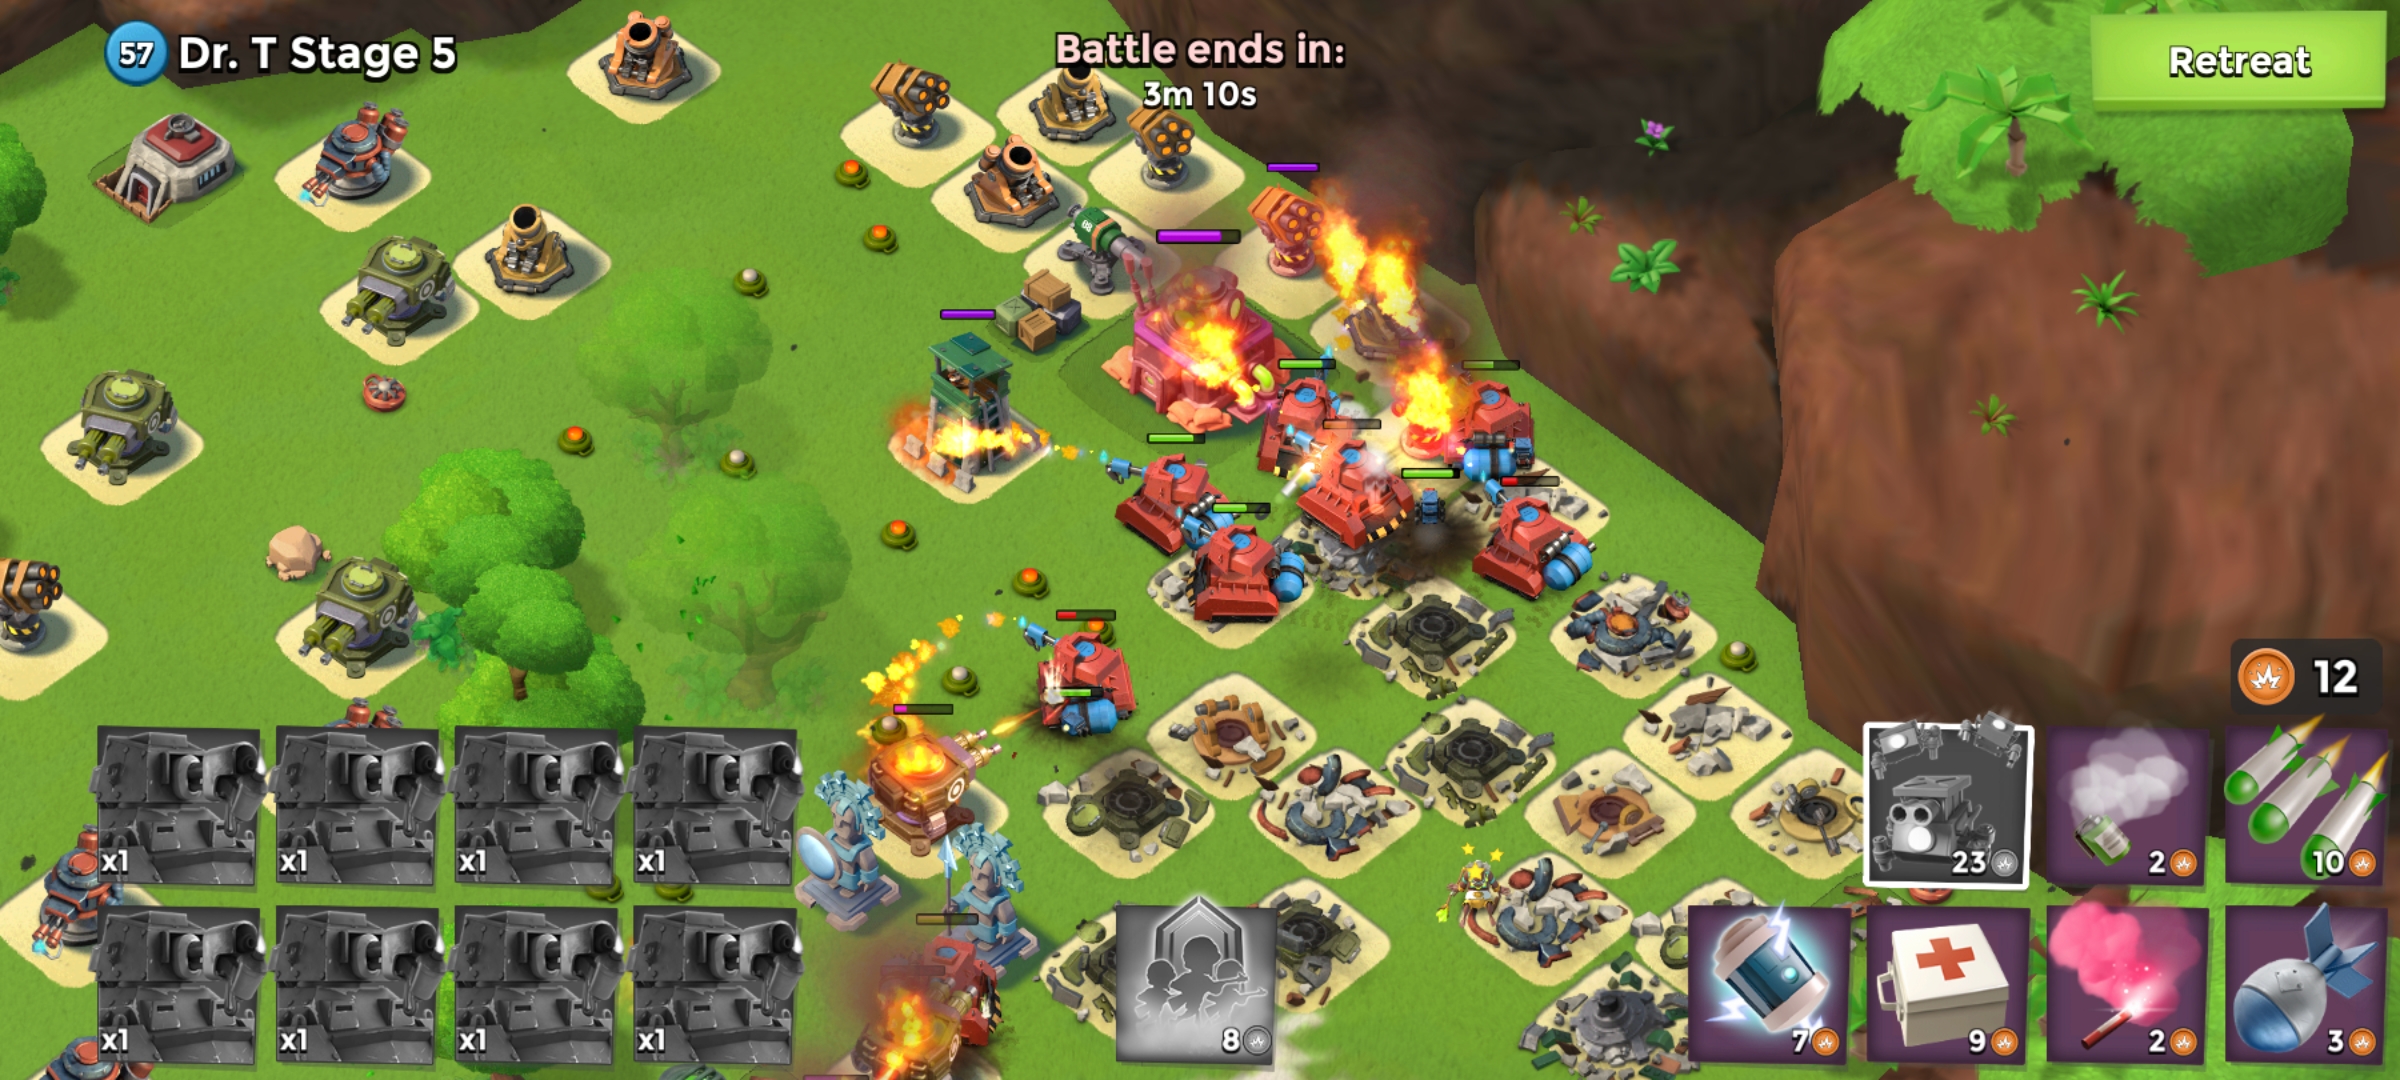 57 Dr. T Stage 5
Battle ends in:
3m 10s
Retreat
12
23
2
10
x1
x1
x1
x1
x1
x1
x1
x1
8
7
9
2
3